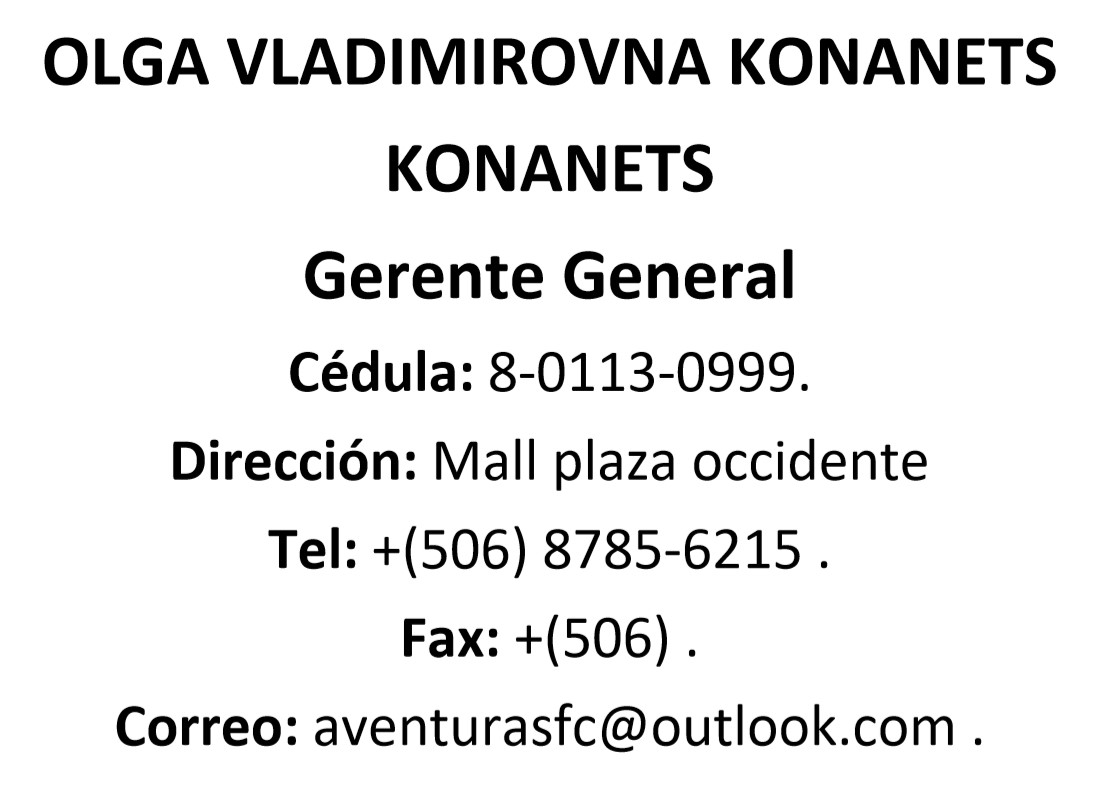 OLGA VLADIMIROVNA KONANETS
KONANETS
Gerente General
Cédula: 8-0113-0999.
Dirección: Mall plaza occidente
Tel: +(506) 8785-6215 .
Fax: +(506) .
Correo: aventurasfc@outlook.com .